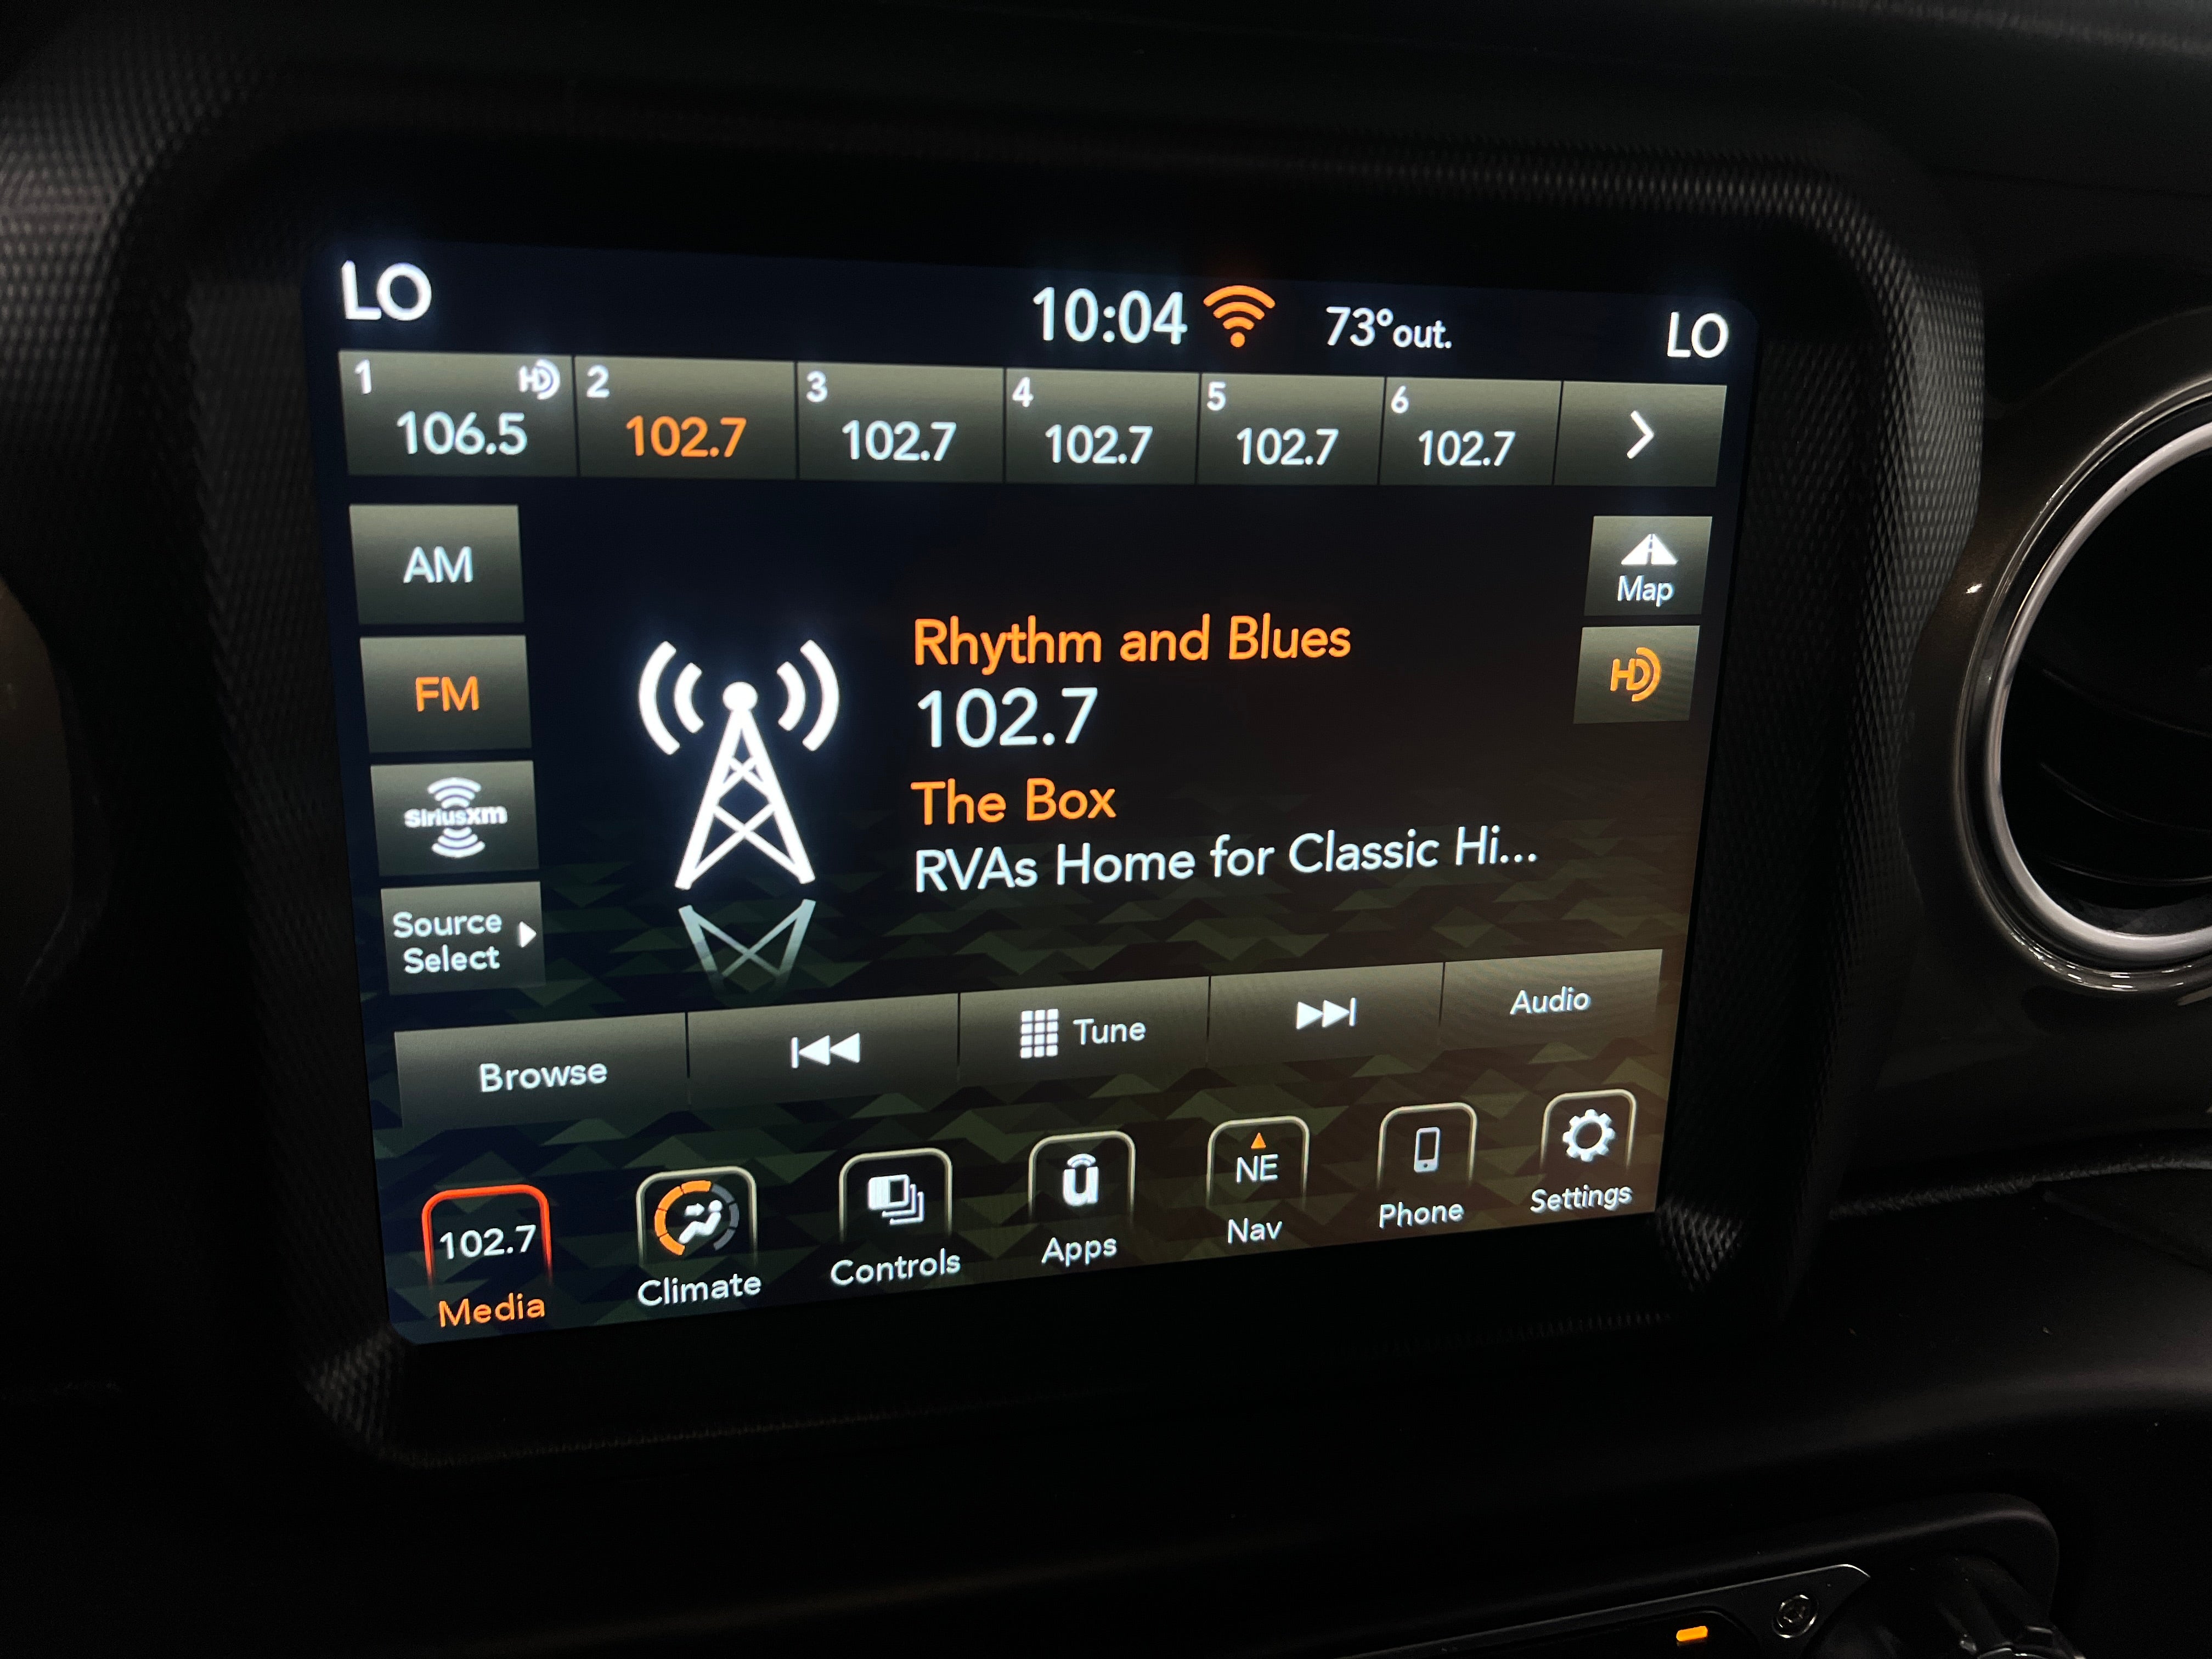 LO 10:04 73°out. LO
1 HD 2 3 4 5 6
106.5 102.7 102.7 102.7 102.7 102.7
AM
Map
FM
HD
Rhythm and Blues
102.7
The Box
RVAs Home for Classic Hi...
SiriusXM
Source
Select
Browse Tune Audio
102.7 u NE
Media Climate Controls Apps Nav Phone Settings